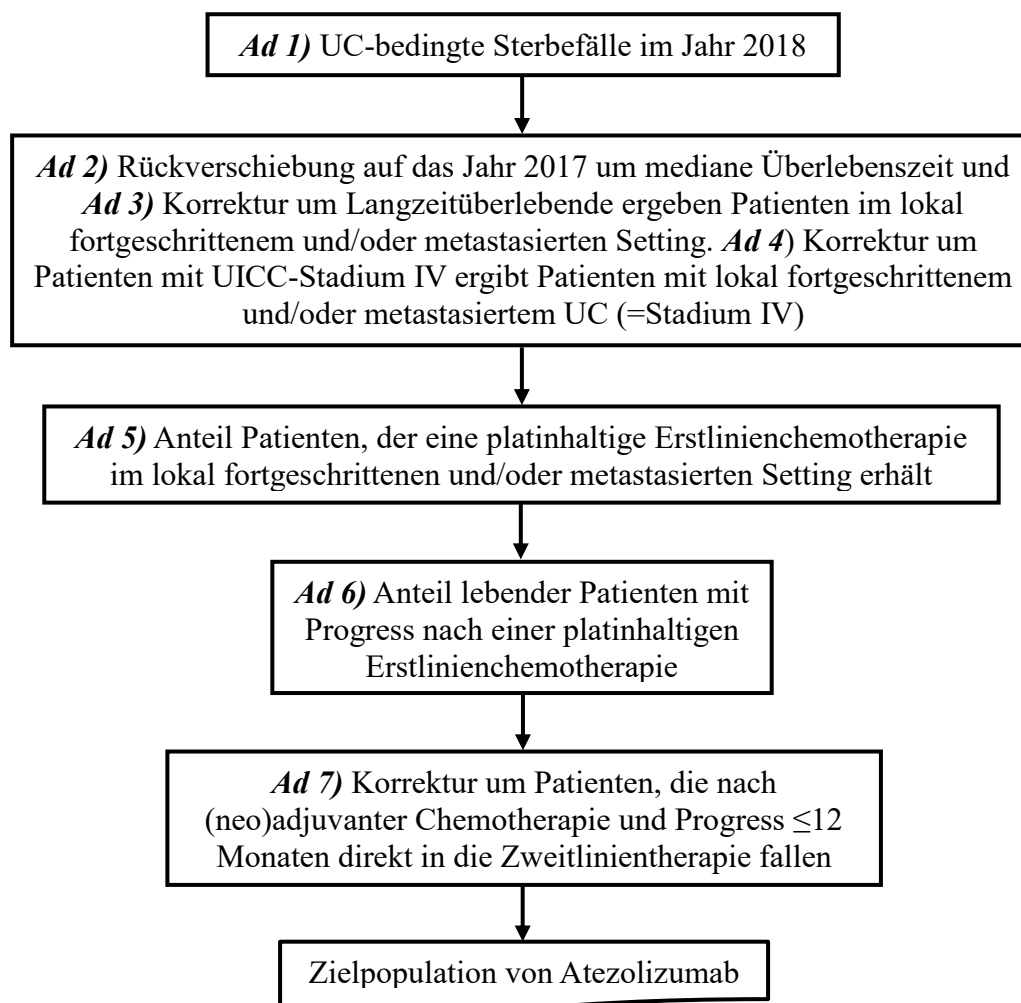 Ad 1) UC-bedingte Sterbefälle im Jahr 2018
Ad 2) Rückverschiebung auf das Jahr 2017 um mediane Überlebenszeit und
Ad 3) Korrektur um Langzeitüberlebende ergeben Patienten im lokal
fortgeschrittenem und/oder metastasierten Setting. Ad 4) Korrektur um
Patienten mit UICC-Stadium IV ergibt Patienten mit lokal fortgeschrittenem
und/oder metastasiertem UC (=Stadium IV)
Ad 5) Anteil Patienten, der eine platinhaltige Erstlinienchemotherapie
im lokal fortgeschrittenen und/oder metastasierten Setting erhält
Ad 6) Anteil lebender Patienten mit
Progress nach einer platinhaltigen
Erstlinienchemotherapie
Ad 7) Korrektur um Patienten, die nach
(neo)adjuvanter Chemotherapie und Progress ≤12
Monaten direkt in die Zweitlinientherapie fallen
Zielpopulation von Atezolizumab